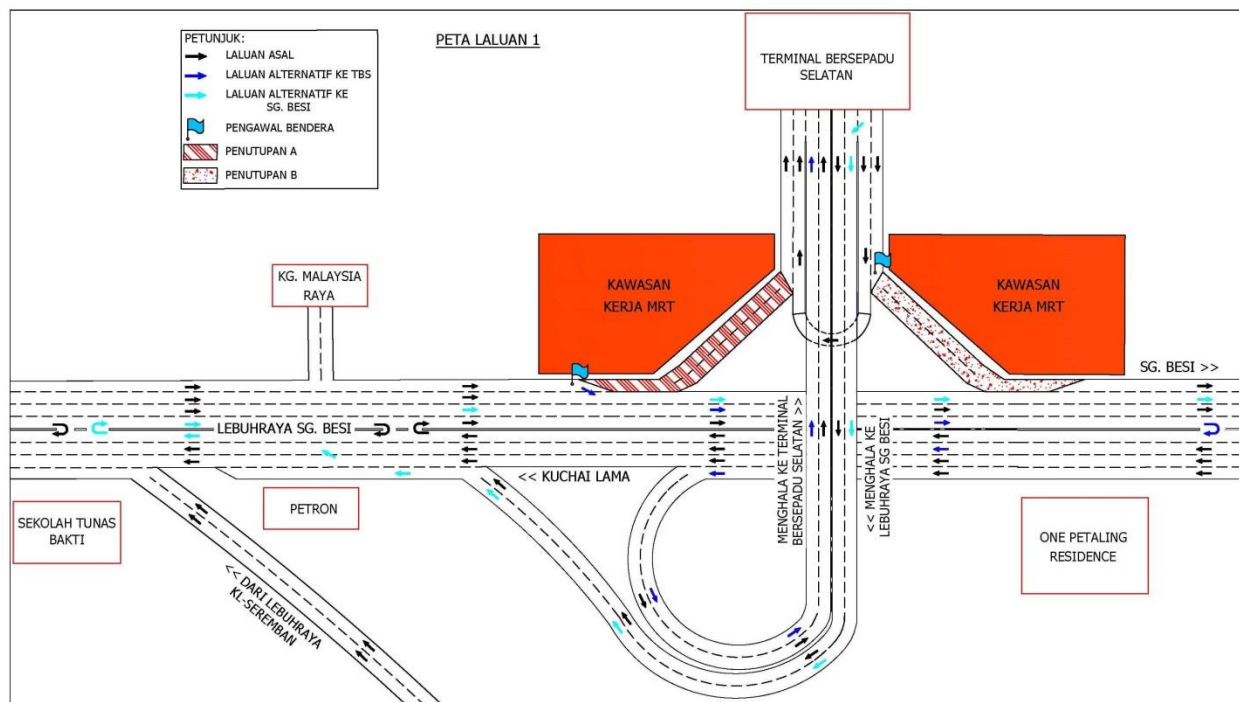 PETUNJUK:
LALUAN ASAL
LALUAN ALTERNATIF KE TBS
LALUAN ALTERNATIF KE
SG. BESI
PENGAWAL BENDERA
PENUTUPAN A
PENUTUPAN B
PETA LALUAN 1
TERMINAL BERSEPADU
SELATAN
KG. MALAYSIA
RAYA
KAWASAN
KERJA MRT
KAWASAN
KERJA MRT
SG. BESI >>
LEBUHRAYA SG. BESI
<< KUCHAI LAMA
MENGHALA KE TERMINAL
BERSEPADU SELATAN >>
<< MENGHALA KE
LEBUHRAYA SG BESI
SEKOLAH TUNAS
BAKTI
PETRON
ONE PETALING
RESIDENCE
<< DARI LEBUHRAYA
KL-SEREMBAN